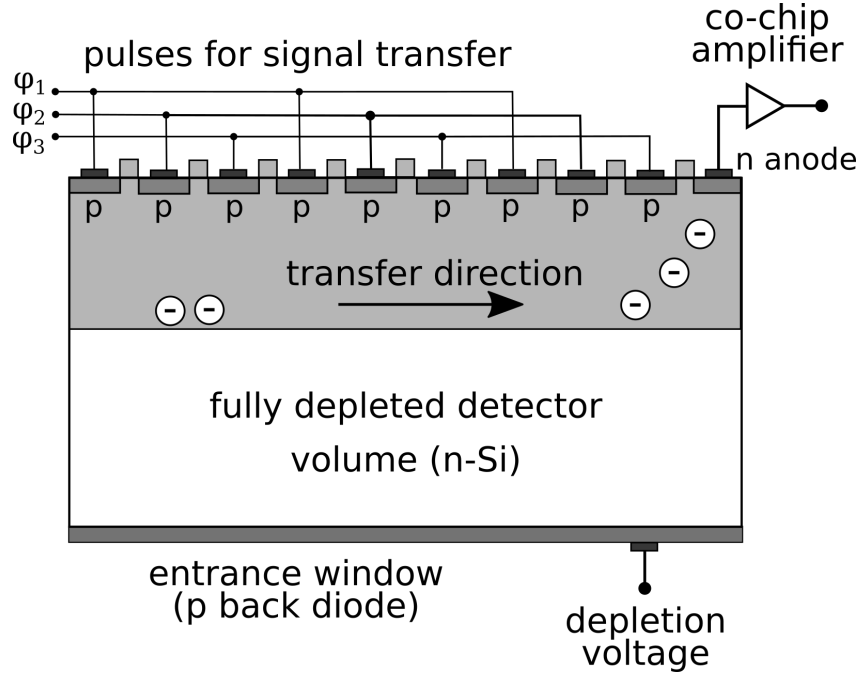 co-chip
amplifier
pulses for signal transfer
φ1
φ2
φ3
n anode
p p p p p p p p p
transfer direction
- - - - -
fully depleted detector
volume (n-Si)
entrance window
(p back diode)
depletion
voltage